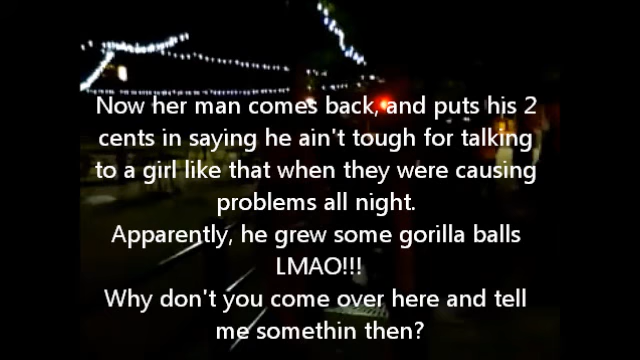 Now her man comes back, and puts his 2
cents in saying he ain't tough for talking
to a girl like that when they were causing
problems all night.
Apparently, he grew some gorilla balls
LMAO!!!
Why don't you come over here and tell
me somethin then?